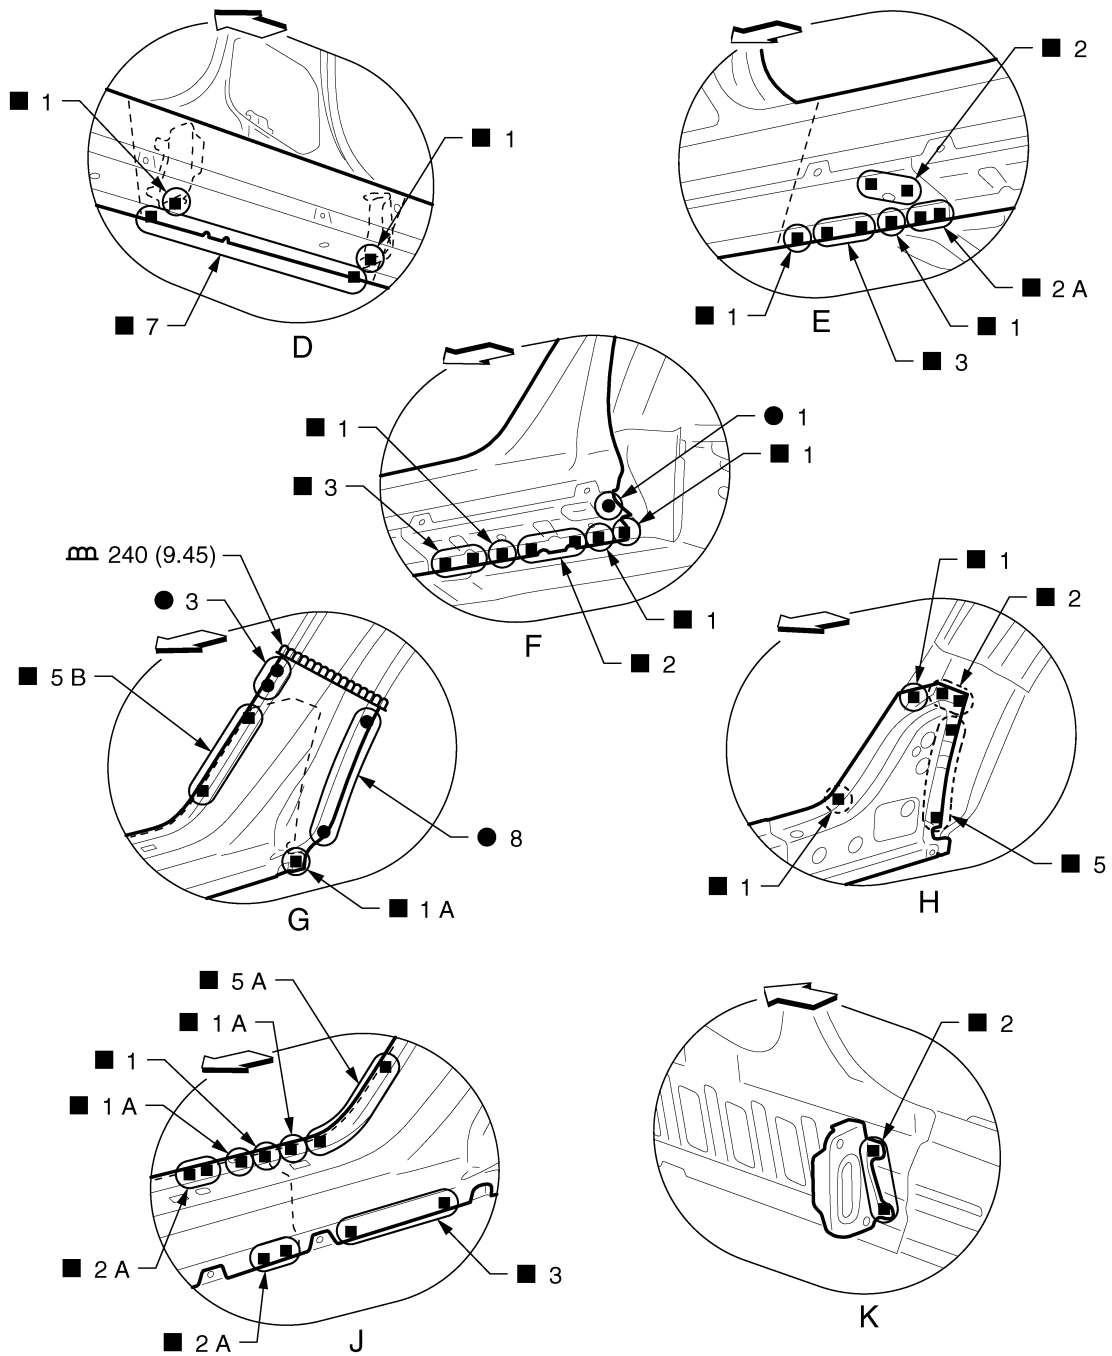 ■ 1
■ 1
■ 7
D
■ 2
■ 1
■ 2 A
■ 1
■ 3
E
■ 1
■ 3
● 1
■ 1
■ 1
■ 2
F
240 (9.45)
● 3
■ 5 B
● 8
■ 1 A
G
■ 1
■ 2
■ 1
■ 5
H
■ 5 A
■ 1 A
■ 1
■ 1 A
■ 2 A
■ 2 A
■ 3
J
■ 2
K